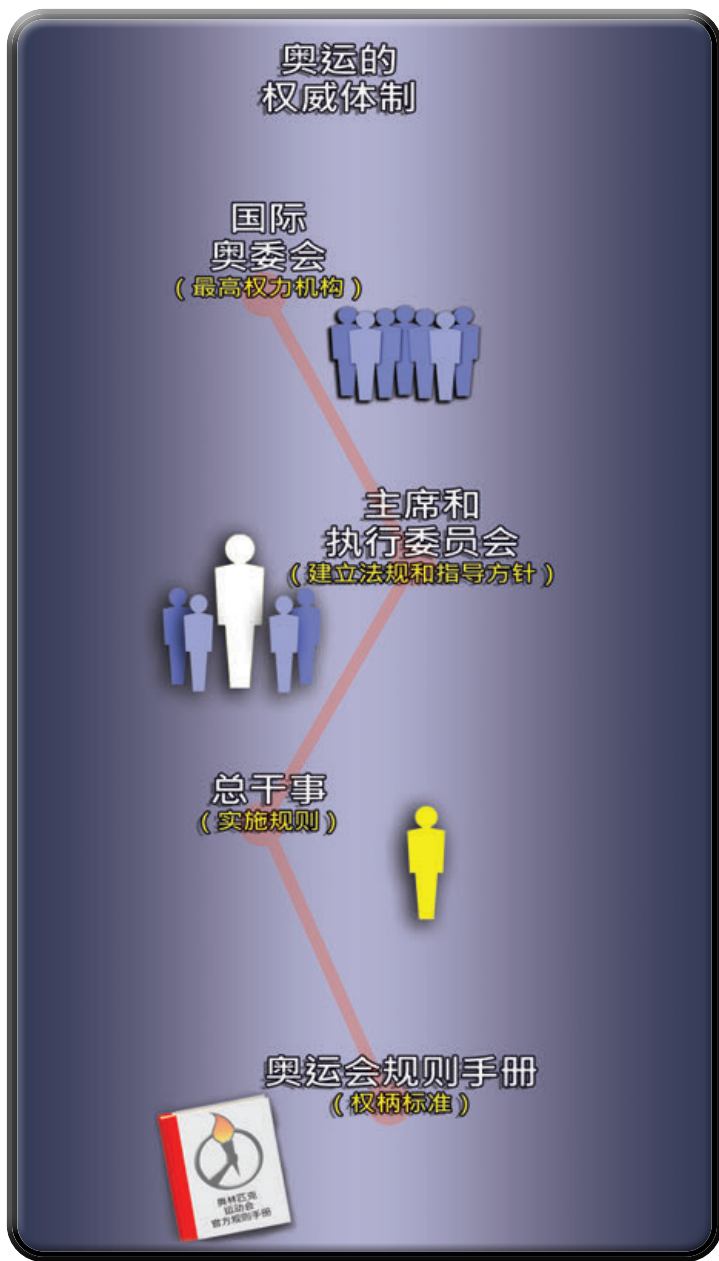 奥运的
权威体制
国际
奥委会
（最高权力机构）
主席和
执行委员会
（建立法规和指导方针）
总干事
（实施规则）
奥运会规则手册
（权柄标准）
奥林匹克
运动会
官方规则手册